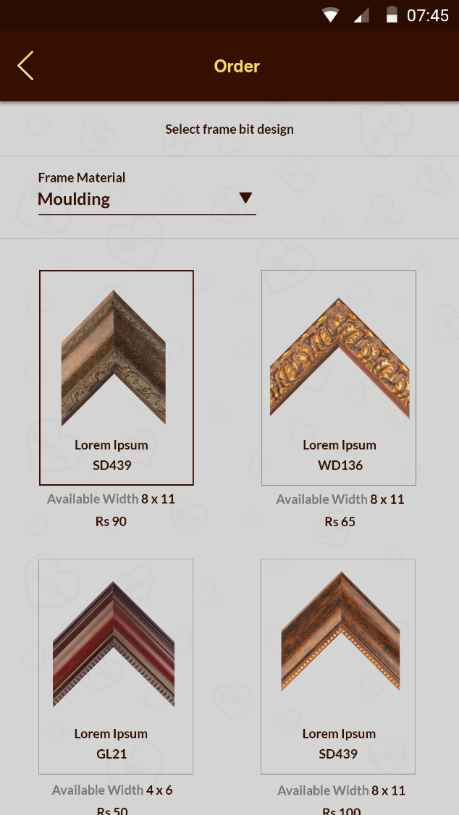 07:45
Order
Select frame bit design
Frame Material
Moulding
Lorem Ipsum
SD439
Available Width 8 x 11
Rs 90
Lorem Ipsum
WD136
Available Width 8 x 11
Rs 65
Lorem Ipsum
GL21
Available Width 4 x 6
Rs 50
Lorem Ipsum
SD439
Available Width 8 x 11
Rs 100